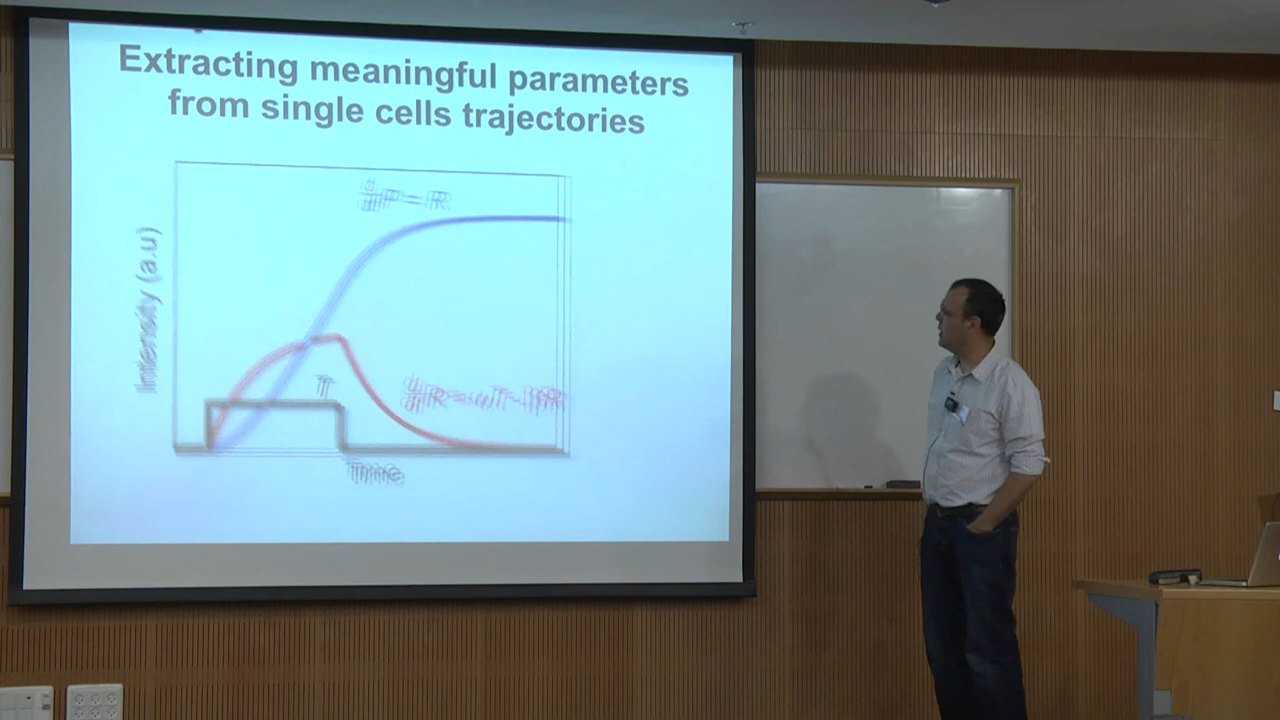 Extracting meaningful parameters
from single cells trajectories
Intensity (a.u)
T
Time